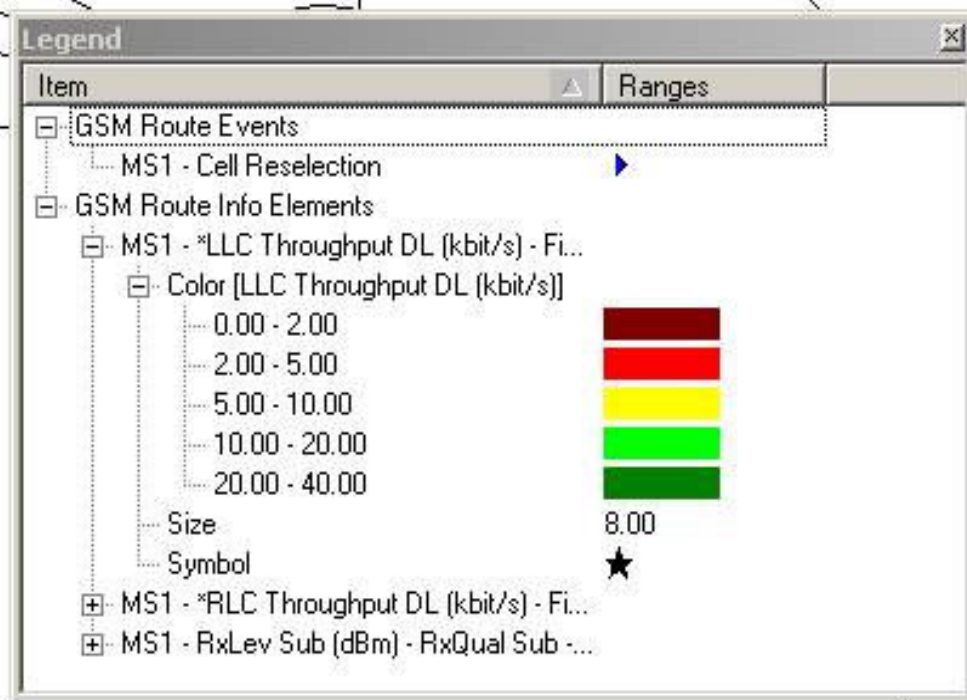 Legend
Item Ranges
GSM Route Events
MS1 - Cell Reselection
GSM Route Info Elements
MS1 - *LLC Throughput DL (kbit/s) - Fi...
Color [LLC Throughput DL (kbit/s)]
0.00 - 2.00
2.00 - 5.00
5.00 - 10.00
10.00 - 20.00
20.00 - 40.00
Size 8.00
Symbol
MS1 - *RLC Throughput DL (kbit/s) - Fi...
MS1 - RxLev Sub (dBm) - RxQual Sub -...